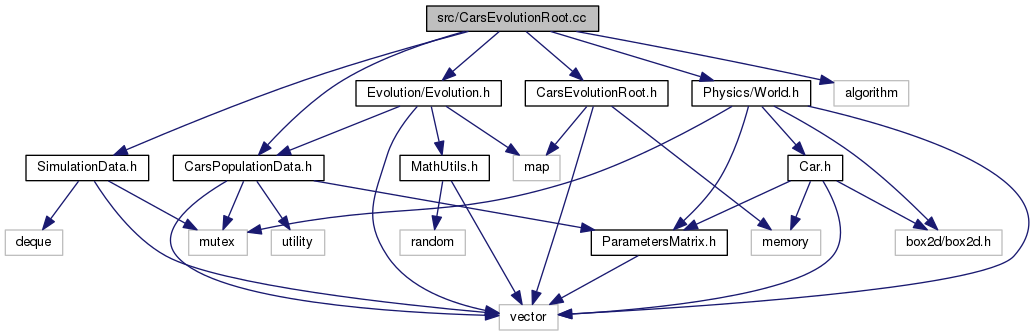 src/CarsEvolutionRoot.cc
Evolution/Evolution.h
CarsEvolutionRoot.h
Physics/World.h
algorithm
SimulationData.h
CarsPopulationData.h
MathUtils.h
map
Car.h
deque
mutex
utility
random
ParametersMatrix.h
memory
box2d/box2d.h
vector